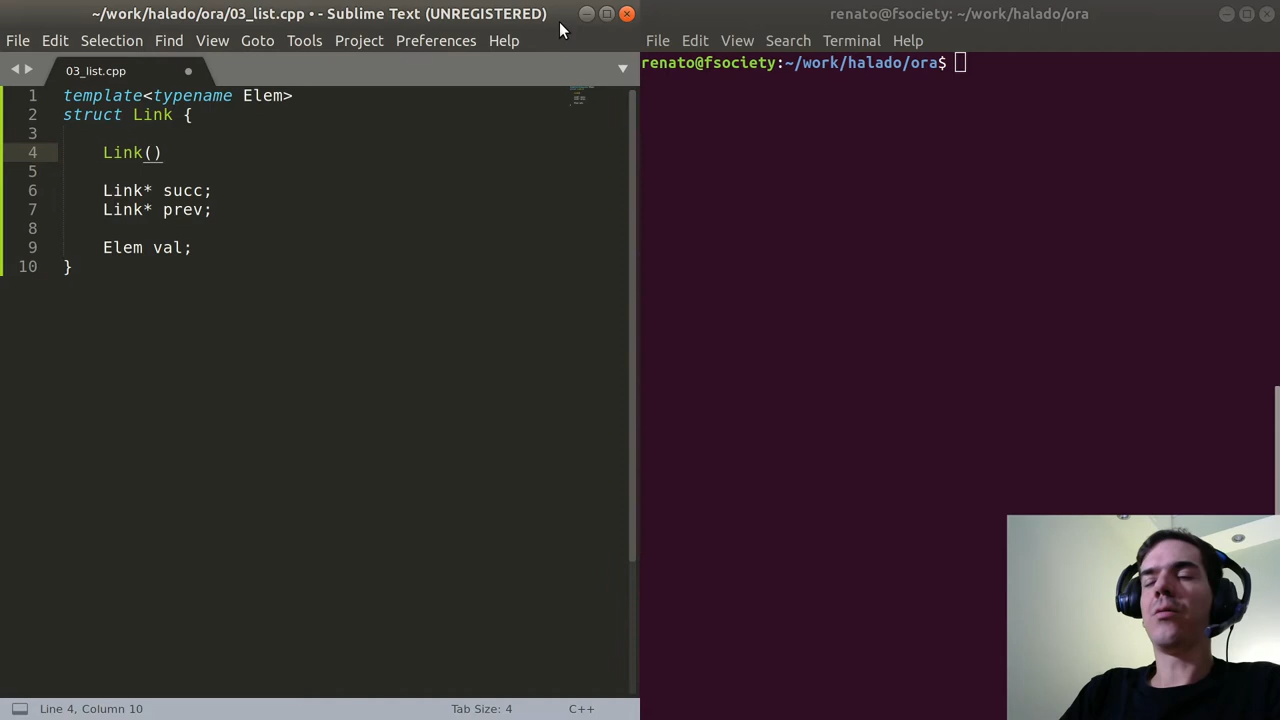 ~/work/halado/ora/03_list.cpp • - Sublime Text (UNREGISTERED)
File Edit Selection Find View Goto Tools Project Preferences Help
03_list.cpp
1 template<typename Elem>
2 struct Link {
3
4 Link()
5
6 Link* succ;
7 Link* prev;
8
9 Elem val;
10 }
Line 4, Column 10
Tab Size: 4
C++
renato@fsociety: ~/work/halado/ora
File Edit View Search Terminal Help
renato@fsociety:~/work/halado/ora$